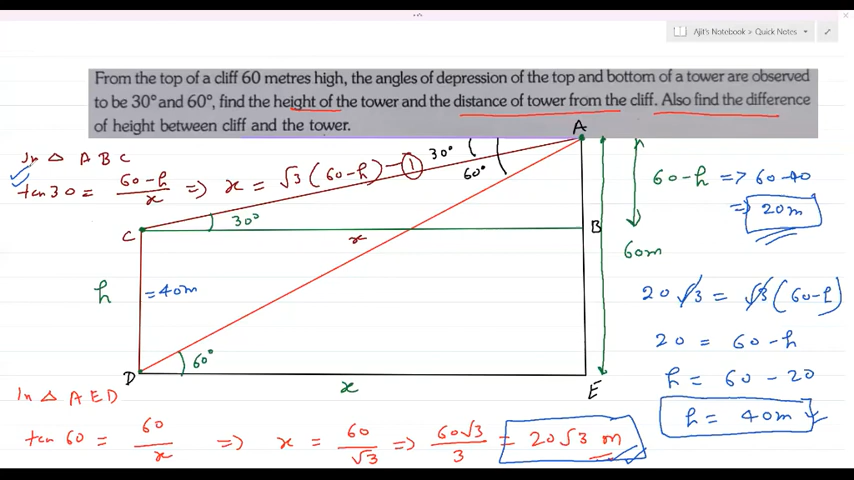 Ajit's Notebook > Quick Notes
From the top of a cliff 60 metres high, the angles of depression of the top and bottom of a tower are observed
to be 30° and 60°, find the height of the tower and the distance of tower from the cliff. Also find the difference
of height between cliff and the tower.
A
In △ A B C
tan 30 = 60-h / x ⇒ x = √3 (60-h) — ①
30°
60°
60-h => 60-40
⇒ 20m
30°
C
x
B
60m
h = 40m
20√3 = √3 (60-h)
20 = 60-h
60°
h = 60 - 20
D
x
E
In △ A E D
h = 40m
tan 60 = 60 / x ⇒ x = 60 / √3 ⇒ 60√3 / 3 = 20√3 m